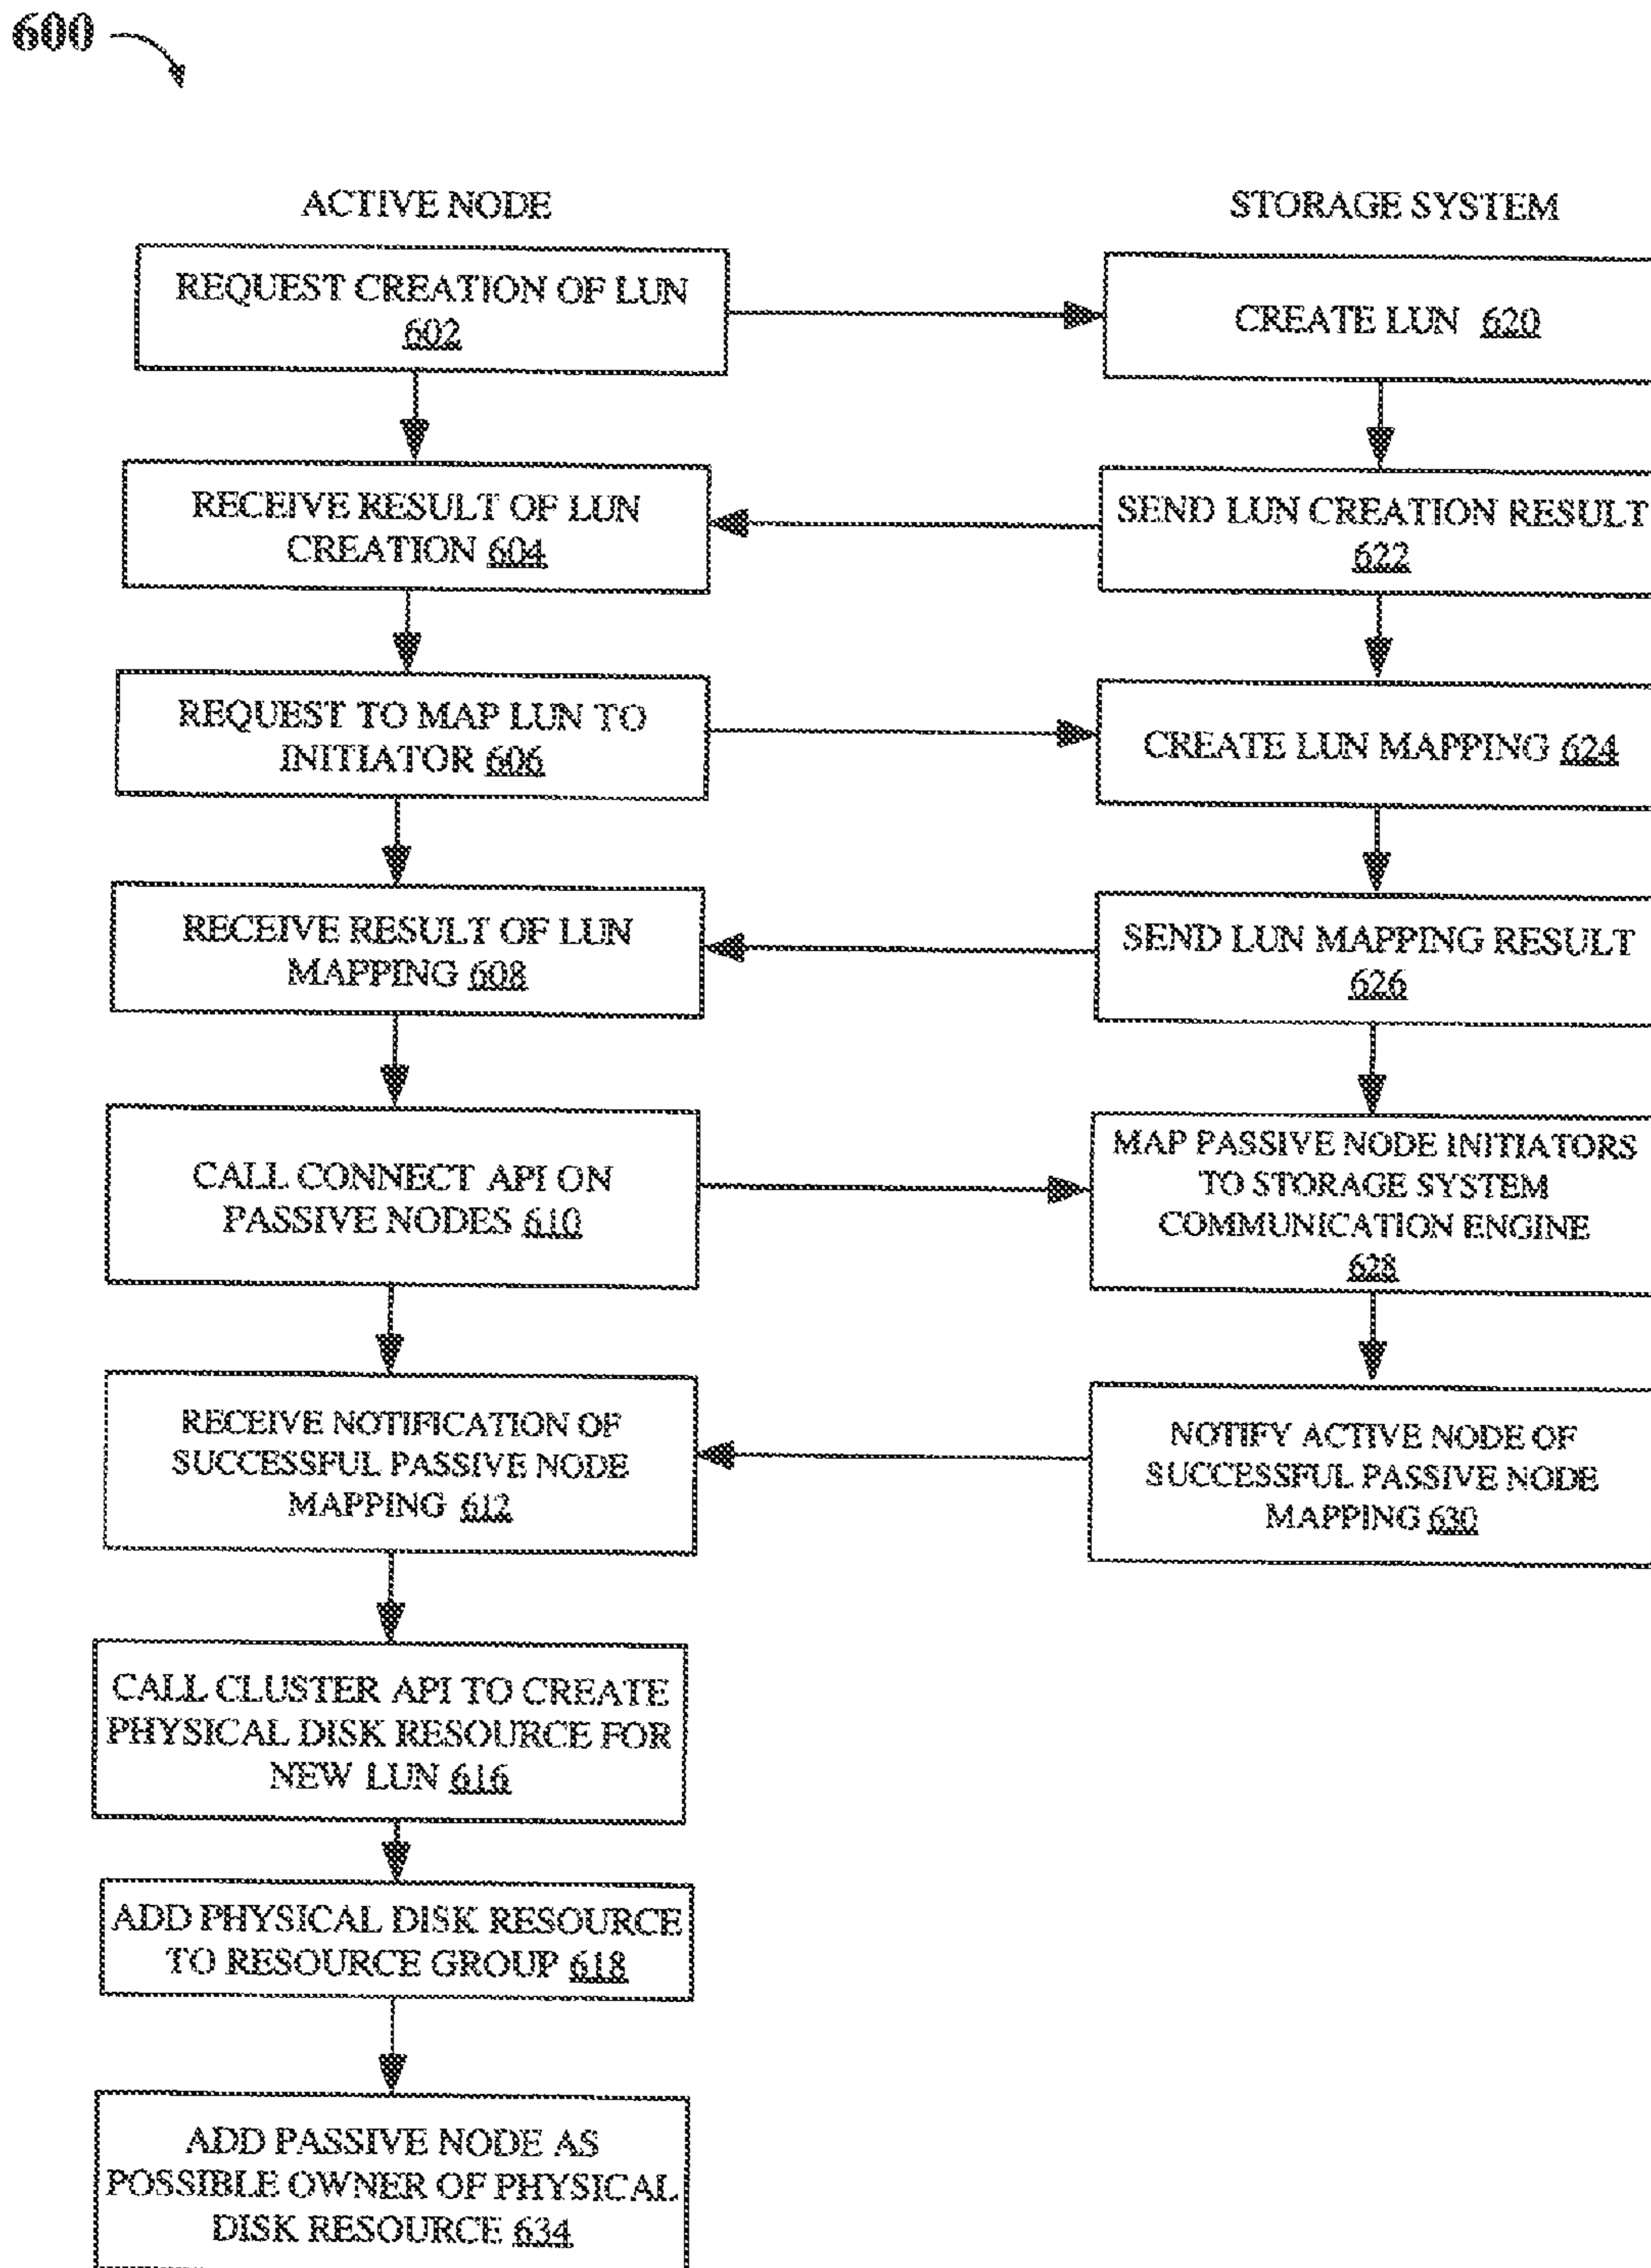 600
ACTIVE NODE
STORAGE SYSTEM
REQUEST CREATION OF LUN
602
CREATE LUN 620
RECEIVE RESULT OF LUN
CREATION 604
SEND LUN CREATION RESULT
622
REQUEST TO MAP LUN TO
INITIATOR 606
CREATE LUN MAPPING 624
RECEIVE RESULT OF LUN
MAPPING 608
SEND LUN MAPPING RESULT
626
CALL CONNECT API ON
PASSIVE NODES 610
MAP PASSIVE NODE INITIATORS
TO STORAGE SYSTEM
COMMUNICATION ENGINE
628
RECEIVE NOTIFICATION OF
SUCCESSFUL PASSIVE NODE
MAPPING 612
NOTIFY ACTIVE NODE OF
SUCCESSFUL PASSIVE NODE
MAPPING 630
CALL CLUSTER API TO CREATE
PHYSICAL DISK RESOURCE FOR
NEW LUN 616
ADD PHYSICAL DISK RESOURCE
TO RESOURCE GROUP 618
ADD PASSIVE NODE AS
POSSIBLE OWNER OF PHYSICAL
DISK RESOURCE 634